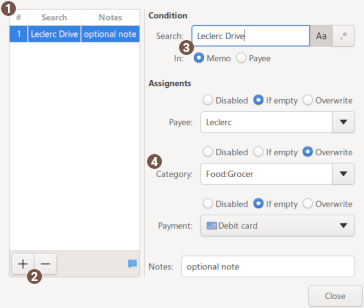 1
# Search Notes
1 Leclerc Drive optional note
2
Condition
Search: Leclerc Drive Aa .*
3
In: Memo Payee
Assignents
Disabled If empty Overwrite
Payee: Leclerc
Disabled If empty Overwrite
4
Category: Food:Grocer
Disabled If empty Overwrite
Payment: Debit card
Notes: optional note
Close